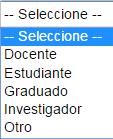 -- Seleccione --
-- Seleccione --
Docente
Estudiante
Graduado
Investigador
Otro